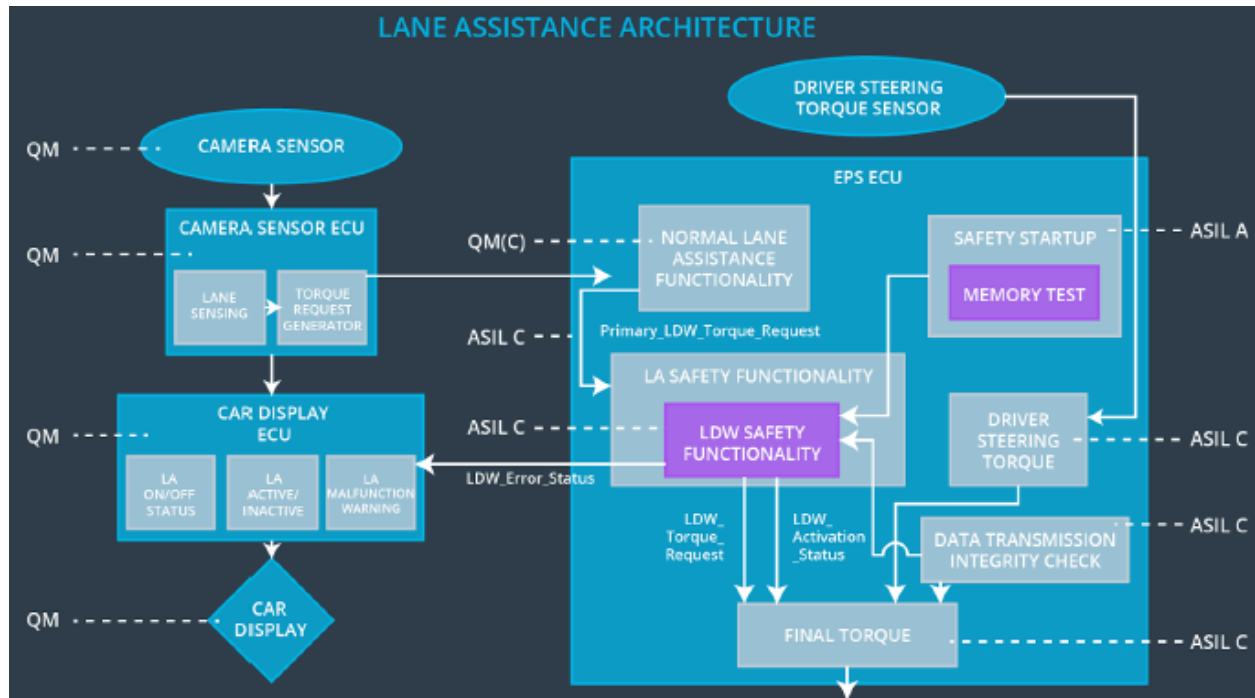 LANE ASSISTANCE ARCHITECTURE
DRIVER STEERING
TORQUE SENSOR
QM
CAMERA SENSOR
EPS ECU
QM
CAMERA SENSOR ECU
LANE
SENSING
TORQUE
REQUEST
GENERATOR
QM(C)
NORMAL LANE
ASSISTANCE
FUNCTIONALITY
SAFETY STARTUP
MEMORY TEST
ASIL A
ASIL C
Primary_LDW_Torque_Request
LA SAFETY FUNCTIONALITY
QM
CAR DISPLAY
ECU
LA
ON/OFF
STATUS
LA
ACTIVE/
INACTIVE
LA
MALFUNCTION
WARNING
ASIL C
LDW SAFETY
FUNCTIONALITY
LDW_Error_Status
DRIVER
STEERING
TORQUE
ASIL C
LDW_
Torque_
Request
LDW_
Activation
_Status
DATA TRANSMISSION
INTEGRITY CHECK
ASIL C
QM
CAR
DISPLAY
FINAL TORQUE
ASIL C